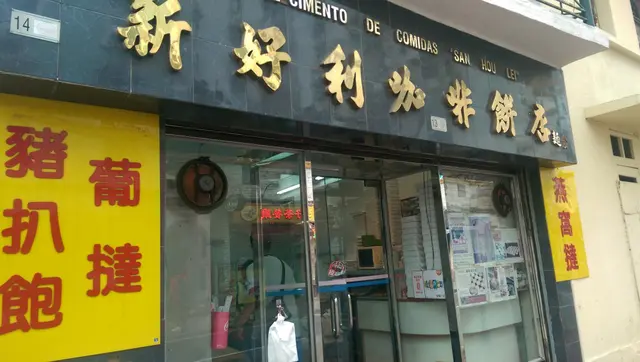 14
CIMENTO DE COMIDAS "SAN HOU LEI"
新好利咖啡餅店
13
豬扒飽
葡撻
燕窩撻